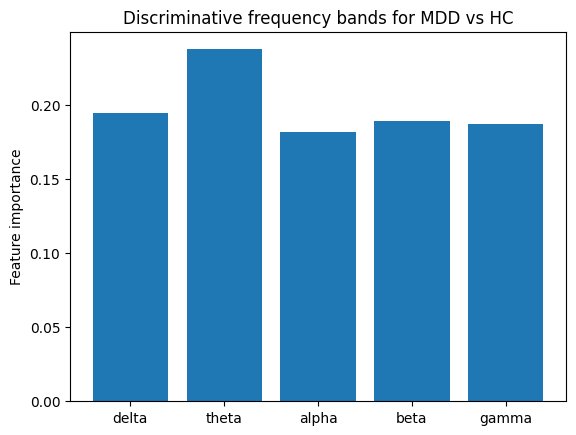 Discriminative frequency bands for MDD vs HC
Feature importance
0.20
0.15
0.10
0.05
0.00
delta theta alpha beta gamma